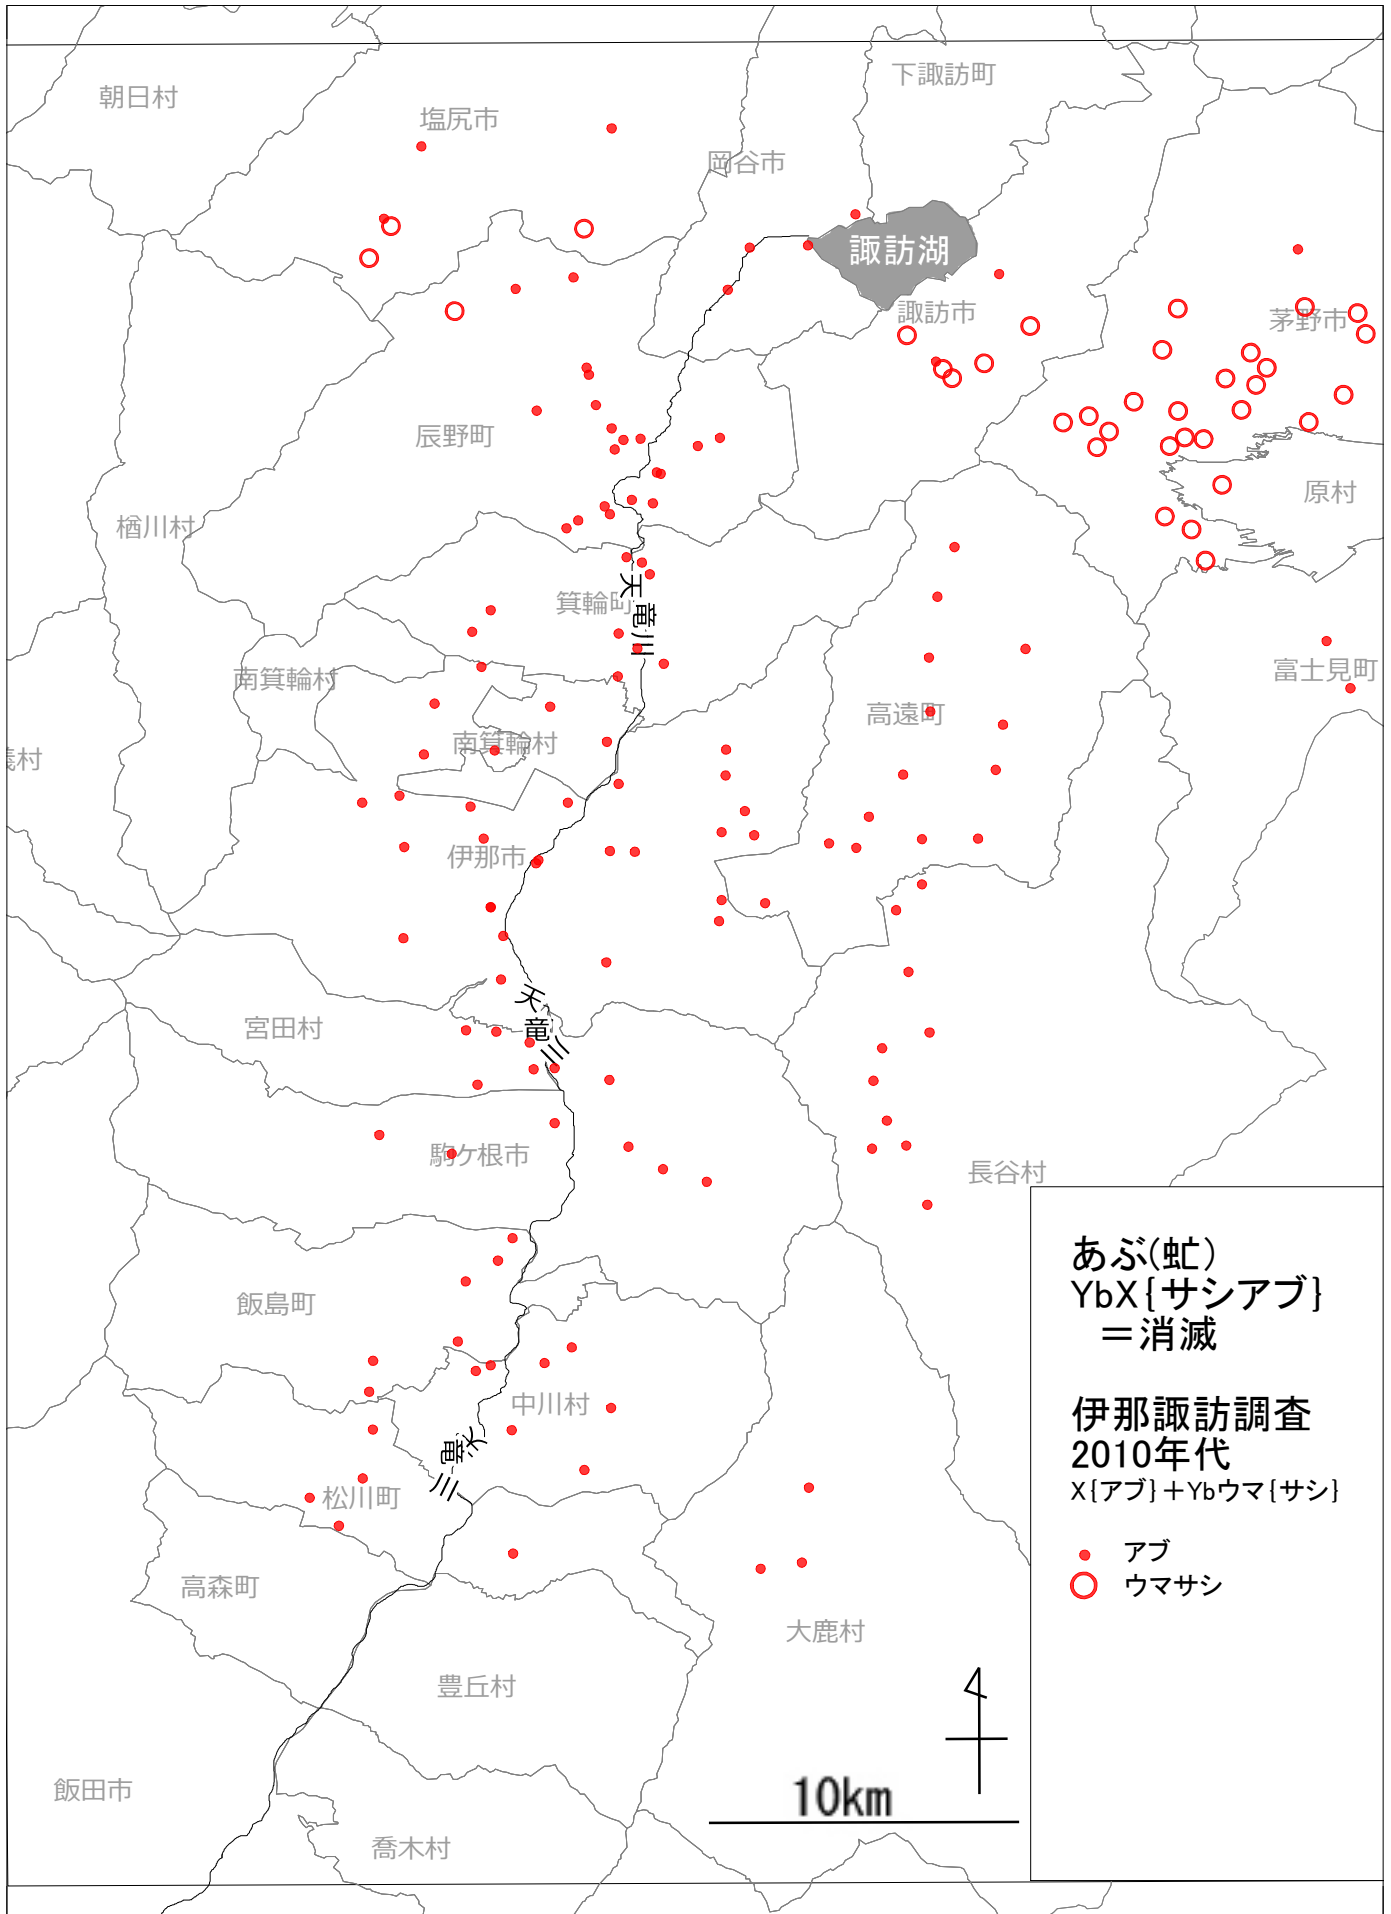 朝日村
塩尻市
下諏訪町
岡谷市
諏訪湖
諏訪市
茅野市
辰野町
原村
楢川村
箕輪町
天竜川
南箕輪村
富士見町
高遠町
南箕輪村
義村
伊那市
天竜川
宮田村
駒ケ根市
長谷村
飯島町
中川村
天竜川
松川町
高森町
大鹿村
豊丘村
飯田市
喬木村
10km
あぶ(虻)
YbX{サシアブ}
＝消滅
伊那諏訪調査
2010年代
X{アブ}＋Ybウマ{サシ}
アブ
ウマサシ